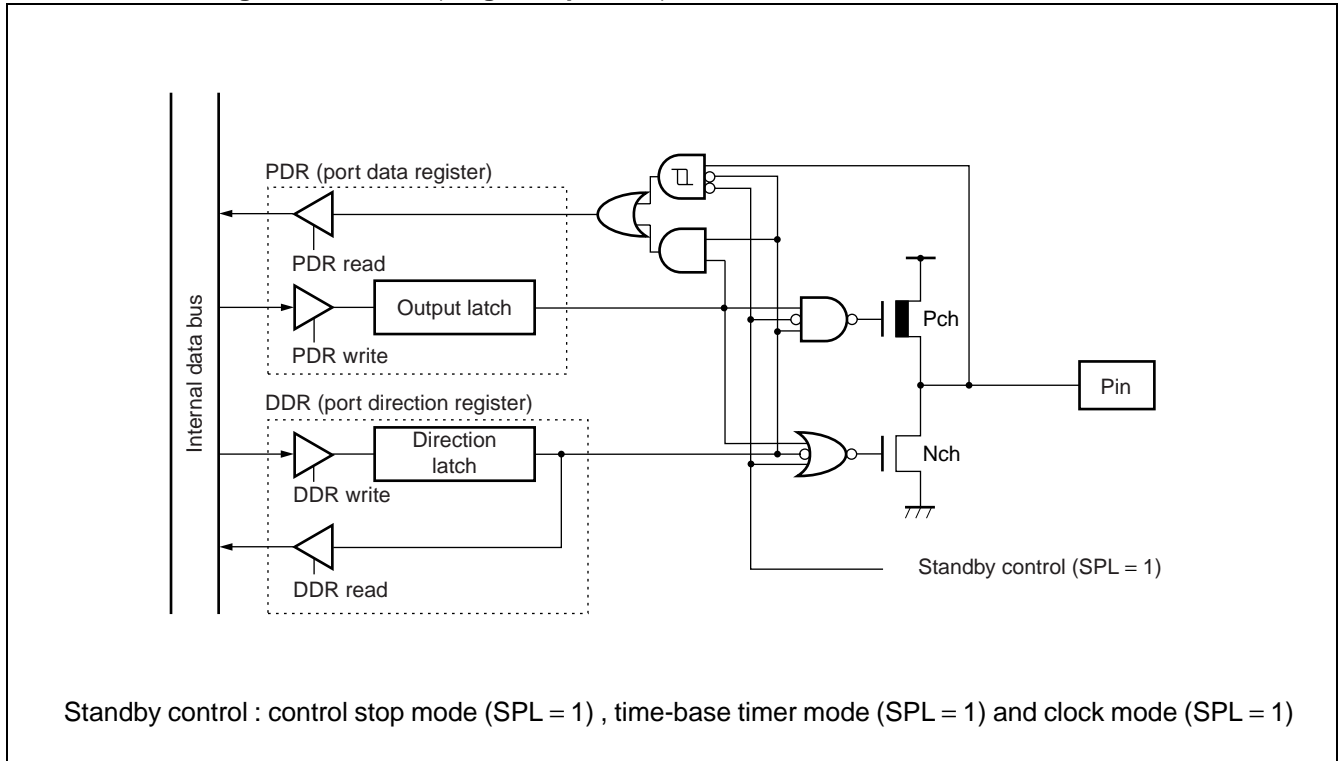 PDR (port data register)
PDR read
Output latch
PDR write
Internal data bus
Pch
Pin
DDR (port direction register)
Direction
latch
Nch
DDR write
DDR read
Standby control (SPL = 1)
Standby control : control stop mode (SPL = 1) , time-base timer mode (SPL = 1) and clock mode (SPL = 1)